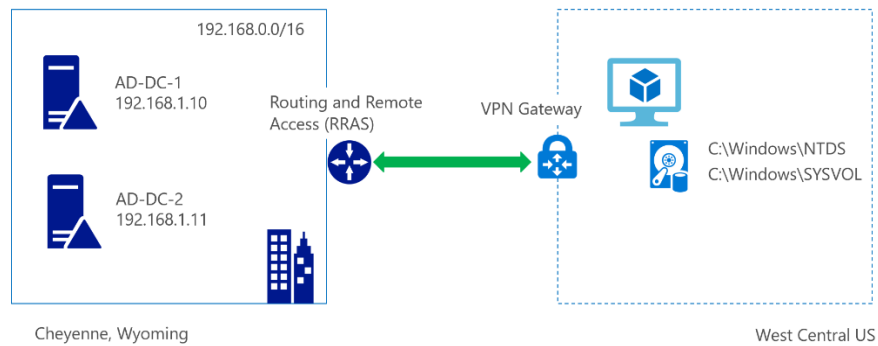 192.168.0.0/16
AD-DC-1
192.168.1.10
Routing and Remote
Access (RRAS)
VPN Gateway
C:\Windows\NTDS
C:\Windows\SYSVOL
AD-DC-2
192.168.1.11
Cheyenne, Wyoming
West Central US